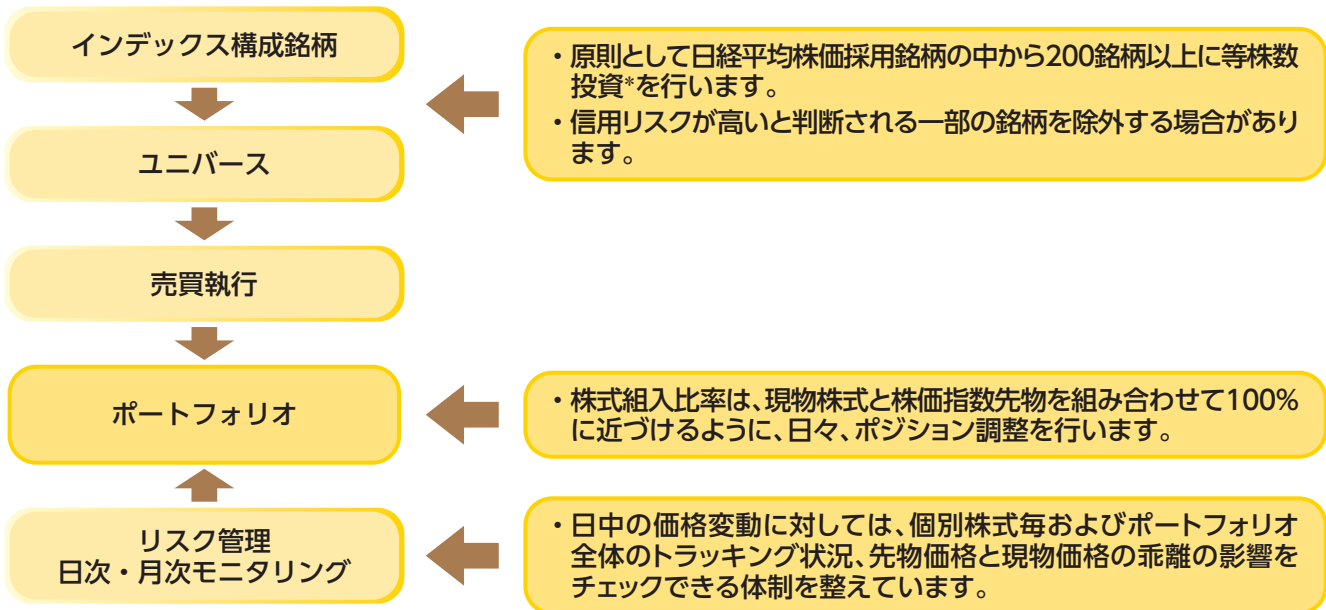 インデックス構成銘柄
・原則として日経平均株価採用銘柄の中から200銘柄以上に等株数
投資*を行います。
・信用リスクが高いと判断される一部の銘柄を除外する場合があり
ます。
ユニバース
売買執行
ポートフォリオ
・株式組入比率は、現物株式と株価指数先物を組み合わせて100%
に近づけるように、日々、ポジション調整を行います。
リスク管理
日次・月次モニタリング
・日中の価格変動に対しては、個別株式毎およびポートフォリオ
全体のトラッキング状況、先物価格と現物価格の乖離の影響を
チェックできる体制を整えています。